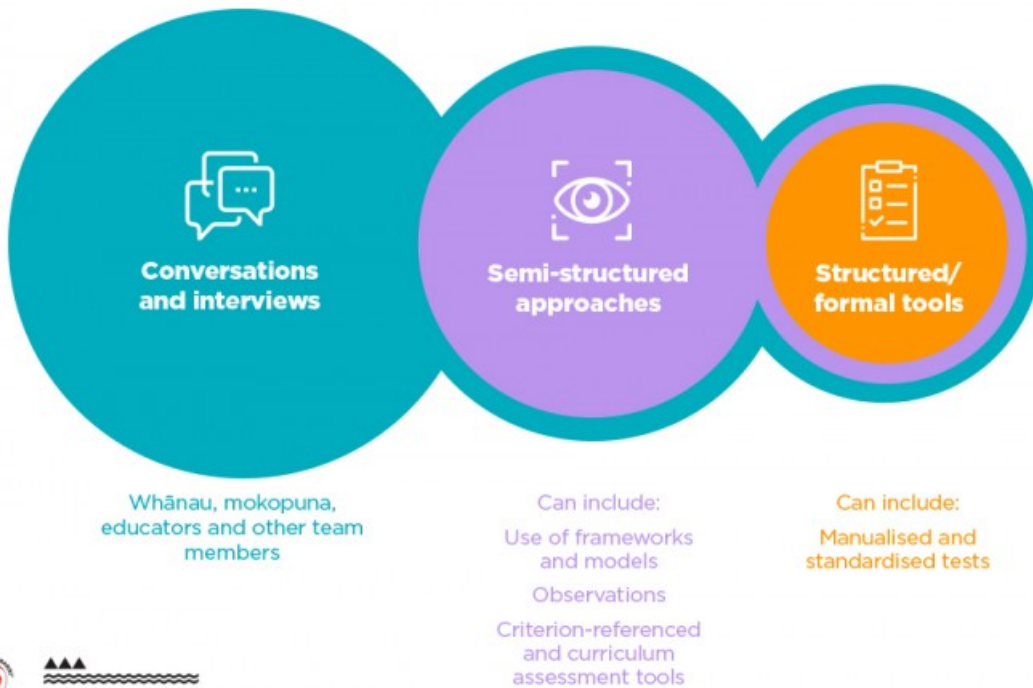 Conversations
and interviews
Semi-structured
approaches
Structured/
formal tools
Whānau, mokopuna,
educators and other team
members
Can include:
Use of frameworks
and models
Observations
Criterion-referenced
and curriculum
assessment tools
Can include:
Manualised and
standardised tests